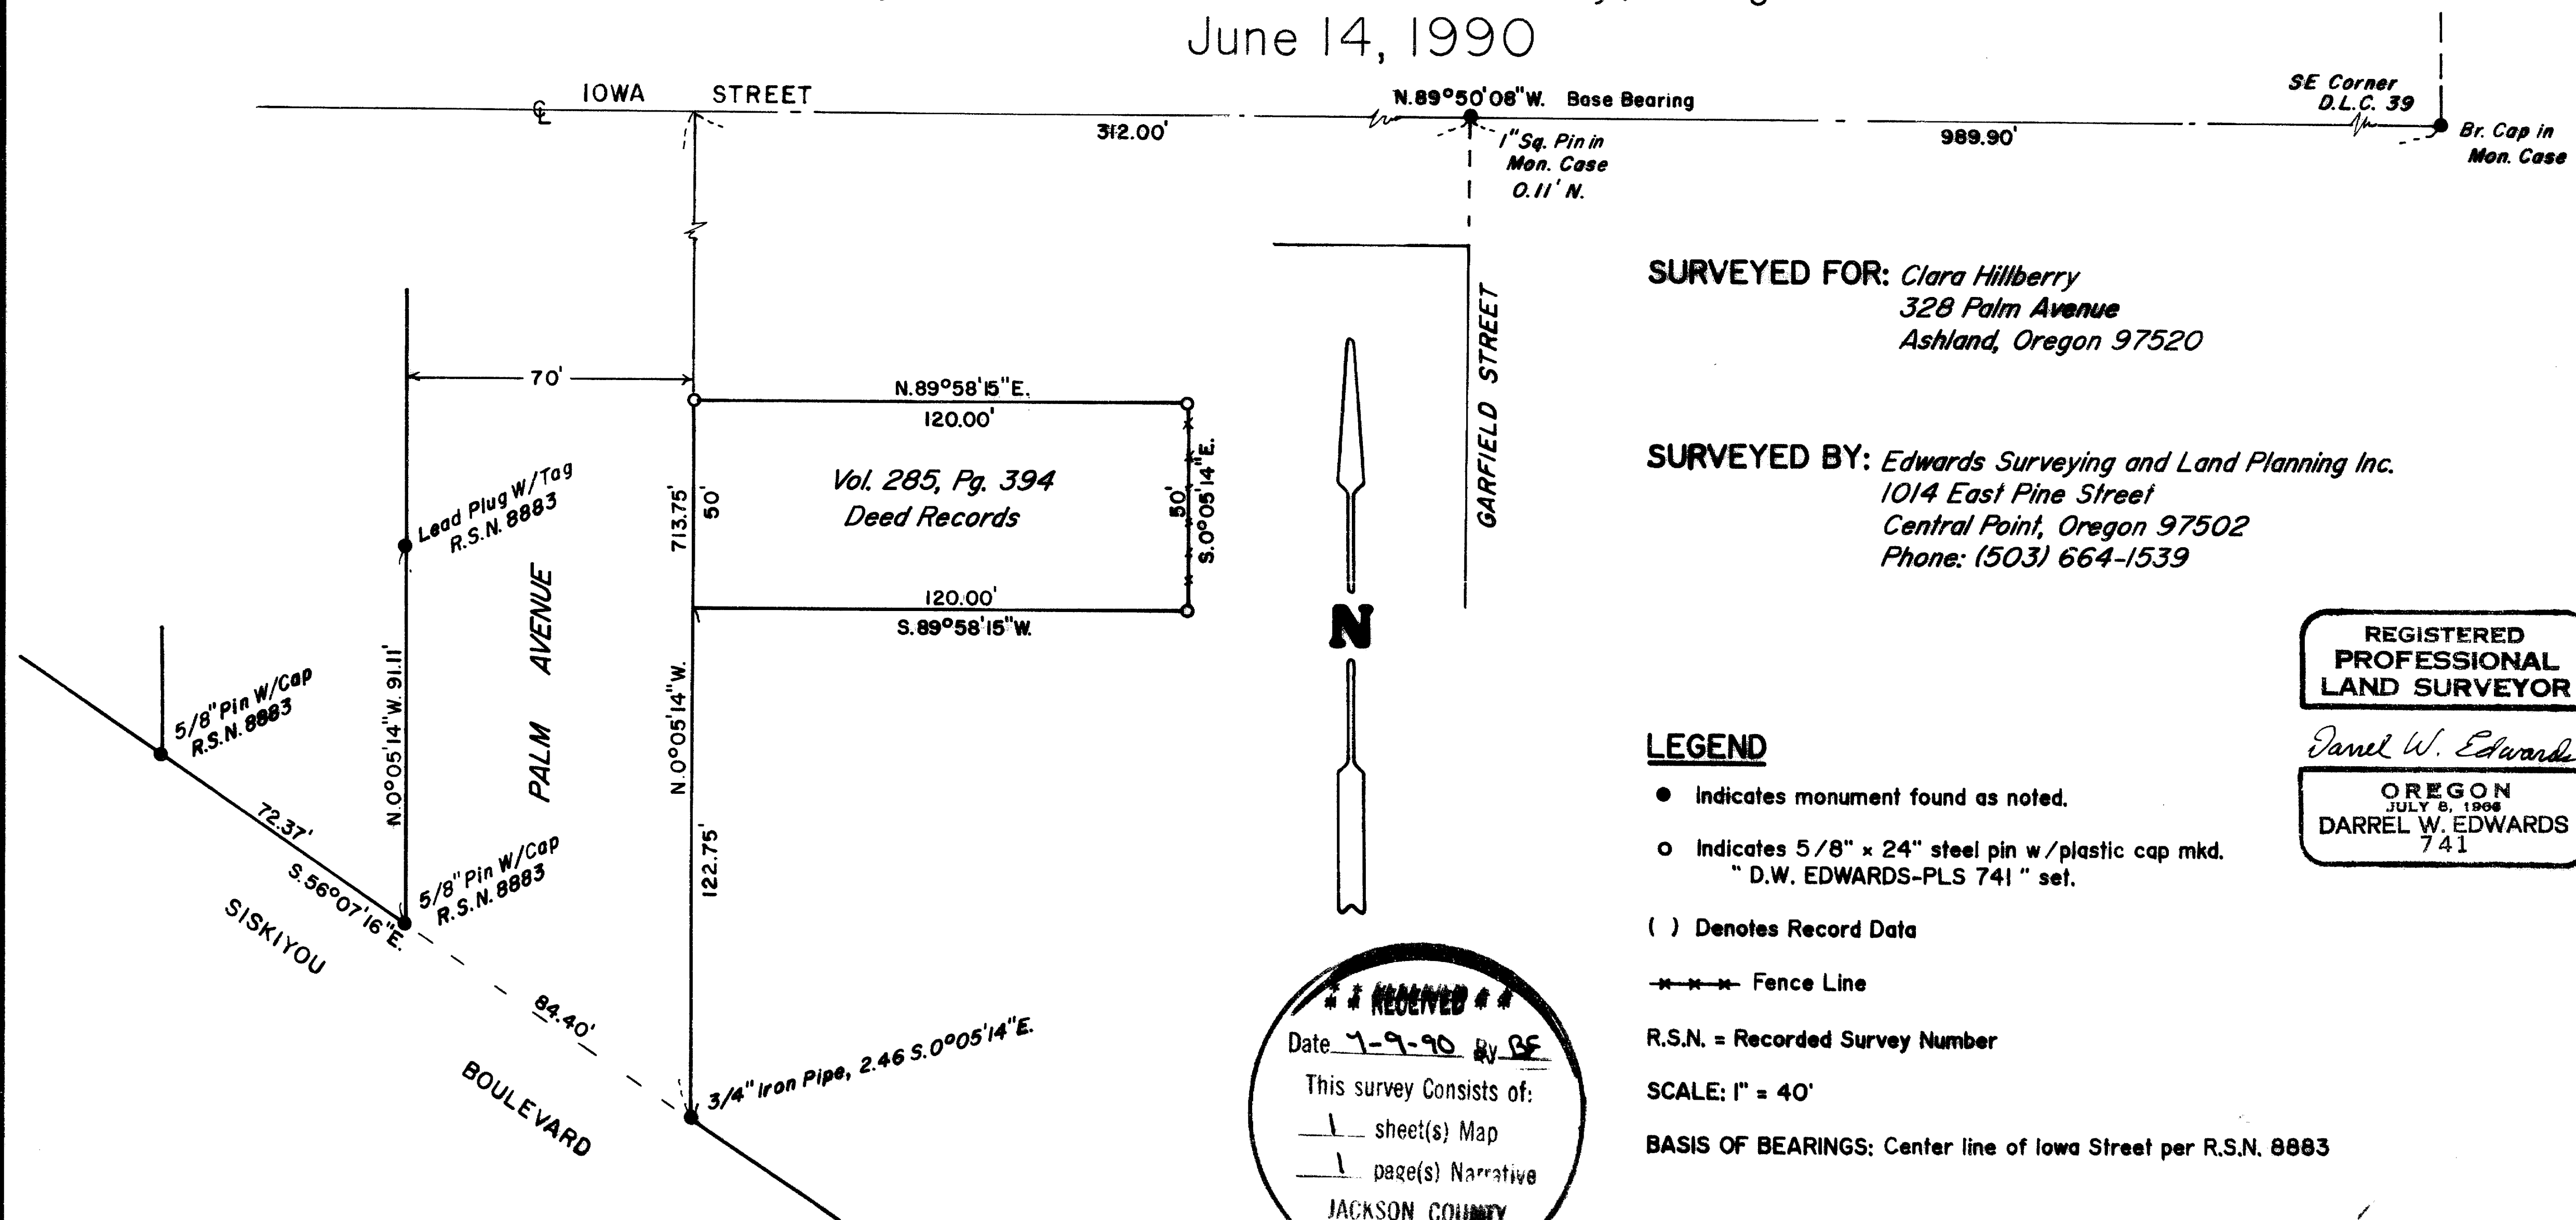 June 14, 1990
IOWA STREET
N.89°50'08"W. Base Bearing
312.00'
989.90'
SE Corner
D.L.C. 39
Br. Cap in
Mon. Case
1" Sq. Pin in
Mon. Case
0.11' N.
70'
N.89°58'15"E.
120.00'
Vol. 285, Pg. 394
Deed Records
713.75'
50'
50'
S.0°05'14"E.
120.00'
S.89°58'15"W.
GARFIELD STREET
Lead Plug W/Tag
R.S.N. 8883
PALM AVENUE
N.0°05'14"W. 91.11'
N.0°05'14"W.
122.75'
5/8" Pin W/Cap
R.S.N. 8883
72.37'
S.56°07'16"E.
5/8" Pin W/Cap
R.S.N. 8883
SISKIYOU
BOULEVARD
84.40'
3/4" Iron Pipe, 2.46 S.0°05'14"E.
N
SURVEYED FOR: Clara Hillberry
328 Palm Avenue
Ashland, Oregon 97520
SURVEYED BY: Edwards Surveying and Land Planning Inc.
1014 East Pine Street
Central Point, Oregon 97502
Phone: (503) 664-1539
REGISTERED
PROFESSIONAL
LAND SURVEYOR
Darrel W. Edwards
OREGON
JULY 8, 1966
DARREL W. EDWARDS
741
LEGEND
● Indicates monument found as noted.
○ Indicates 5/8" x 24" steel pin w/plastic cap mkd.
" D.W. EDWARDS-PLS 741 " set.
( ) Denotes Record Data
Fence Line
R.S.N. = Recorded Survey Number
SCALE: 1" = 40'
BASIS OF BEARINGS: Center line of Iowa Street per R.S.N. 8883
* * RECEIVED * *
Date 7-9-90 By BF
This survey Consists of:
1 sheet(s) Map
1 page(s) Narrative
JACKSON COUNTY